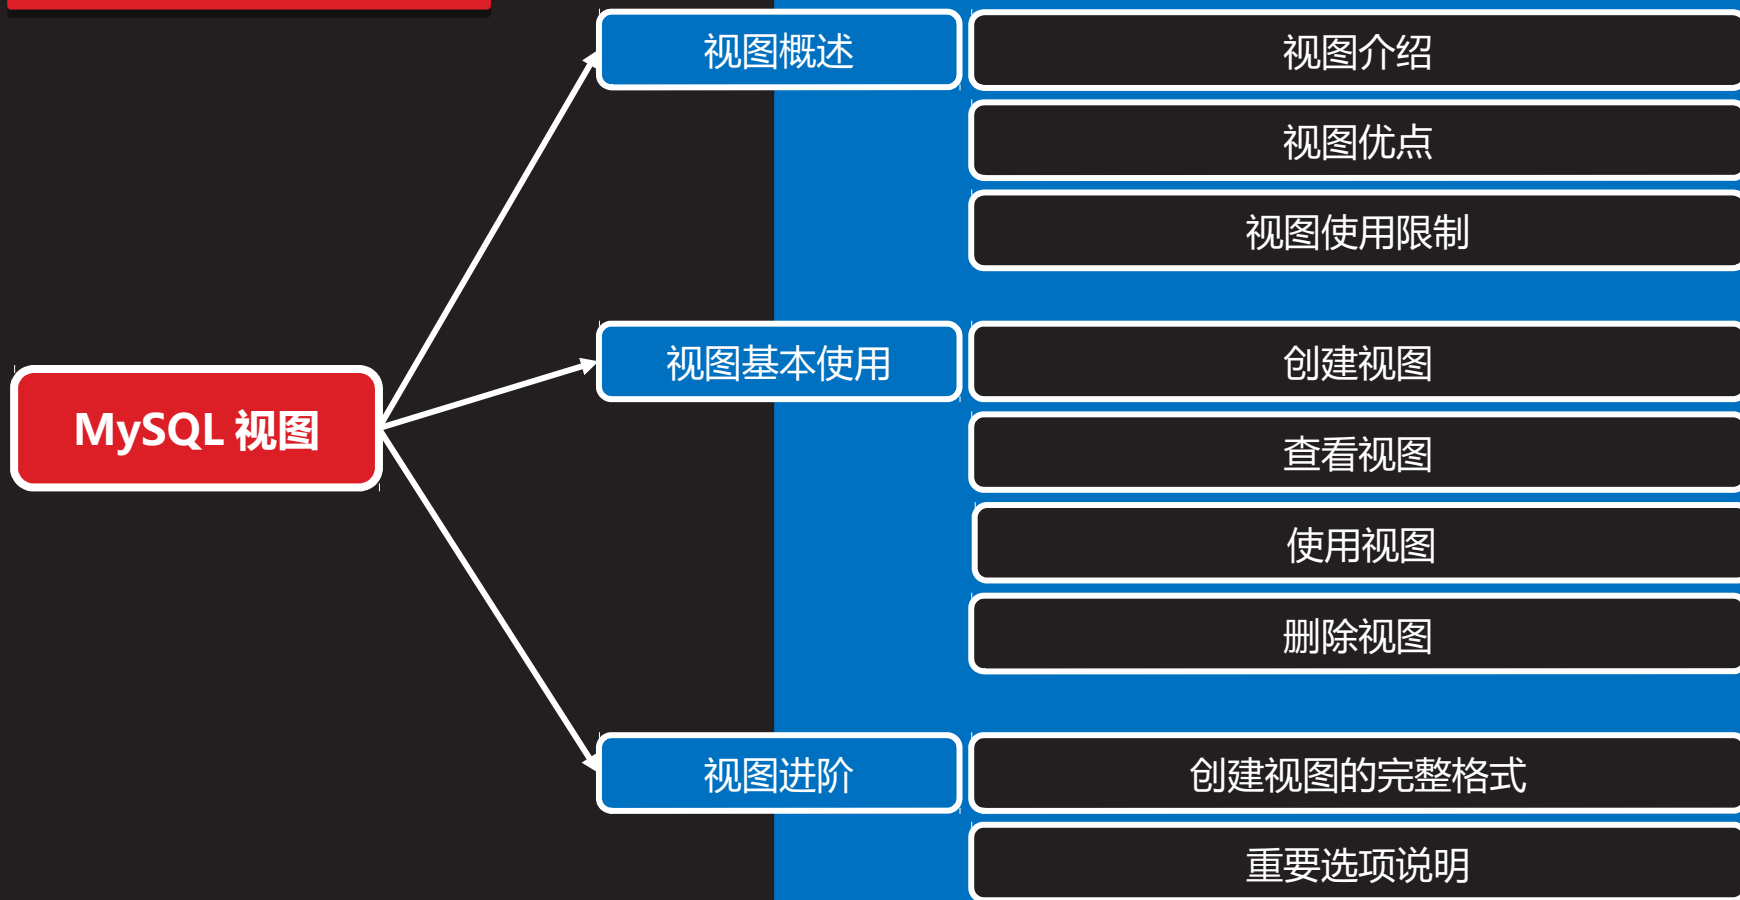 MySQL 视图
视图概述
视图介绍
视图优点
视图使用限制
视图基本使用
创建视图
查看视图
使用视图
删除视图
视图进阶
创建视图的完整格式
重要选项说明